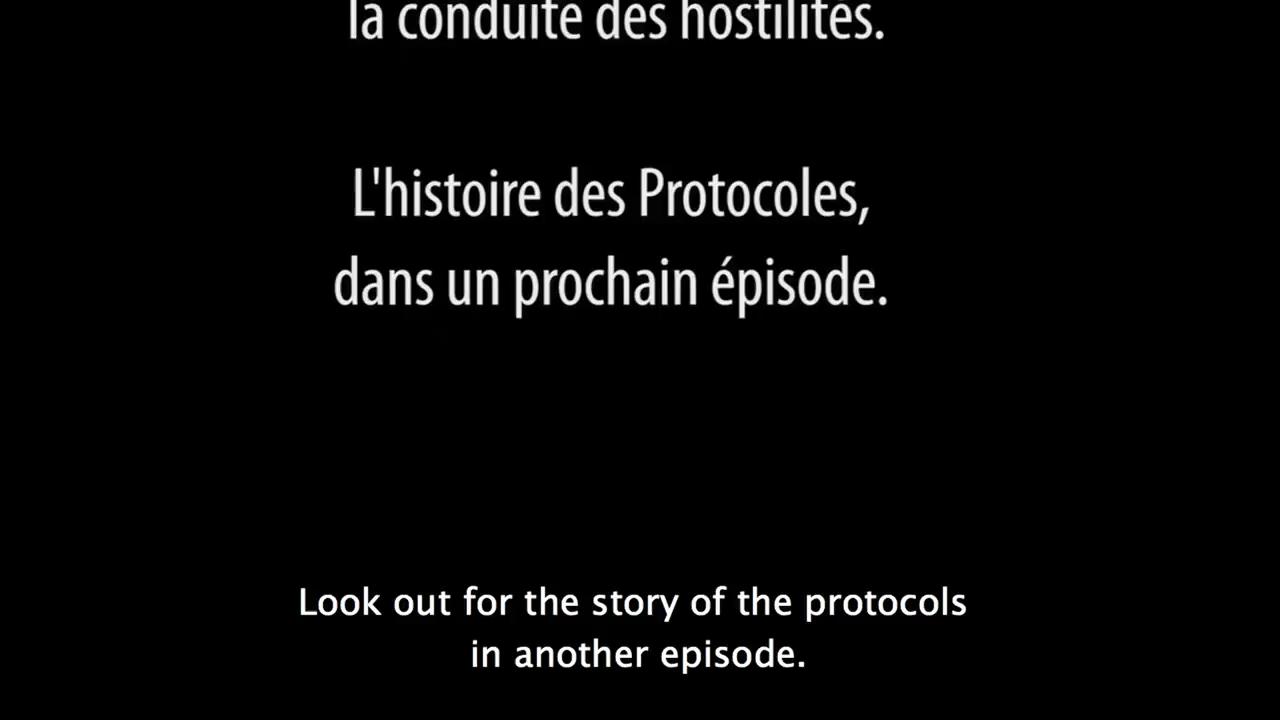 la conduite des hostilités.
L'histoire des Protocoles,
dans un prochain épisode.
Look out for the story of the protocols
in another episode.